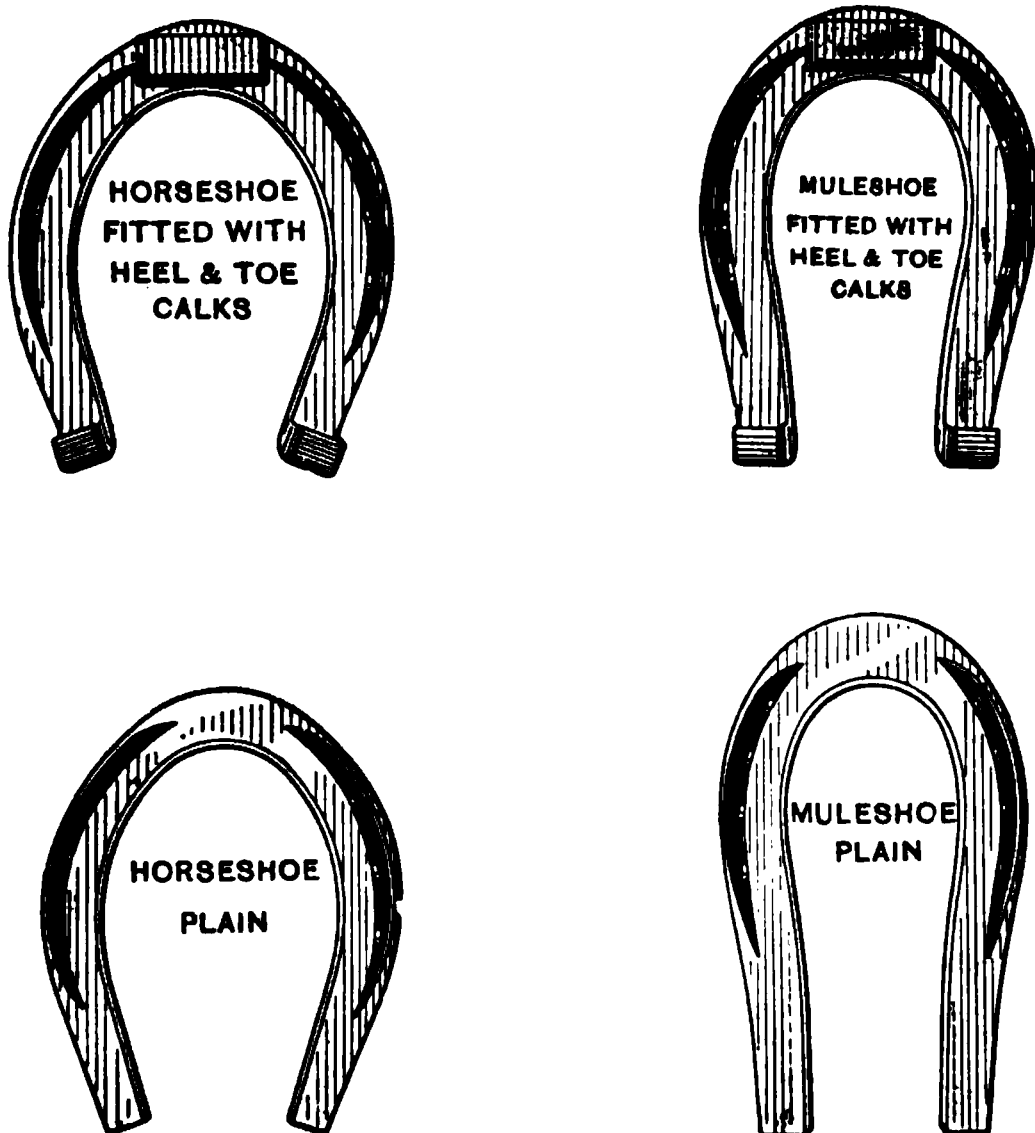 HORSESHOE
FITTED WITH
HEEL & TOE
CALKS
MULESHOE
FITTED WITH
HEEL & TOE
CALKS
HORSESHOE
PLAIN
MULESHOE
PLAIN